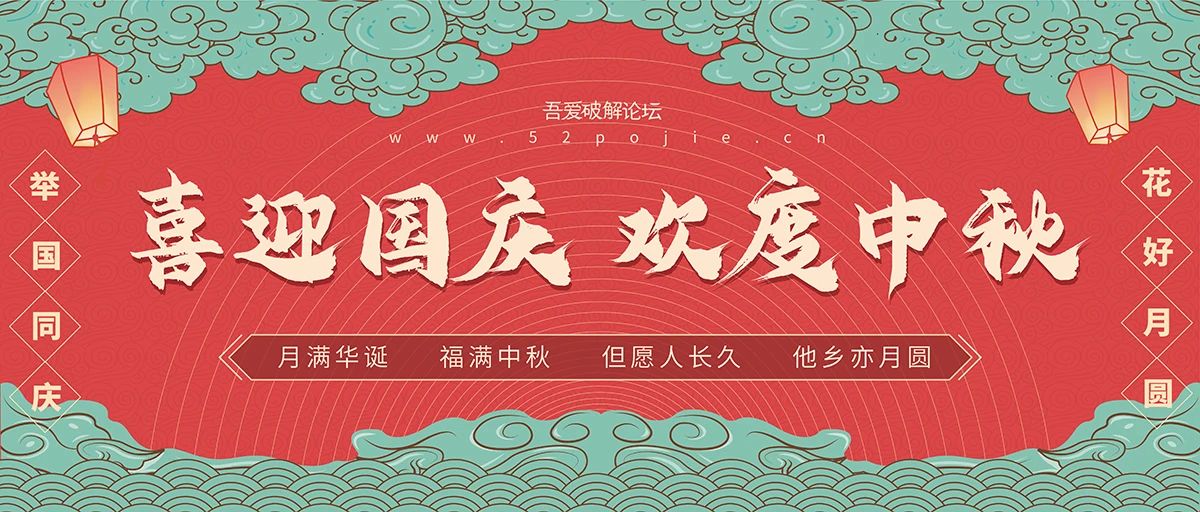 吾爱破解论坛
www.52pojie.cn
举国同庆
喜迎国庆 欢度中秋
花好月圆
月满华诞 福满中秋 但愿人长久 他乡亦月圆